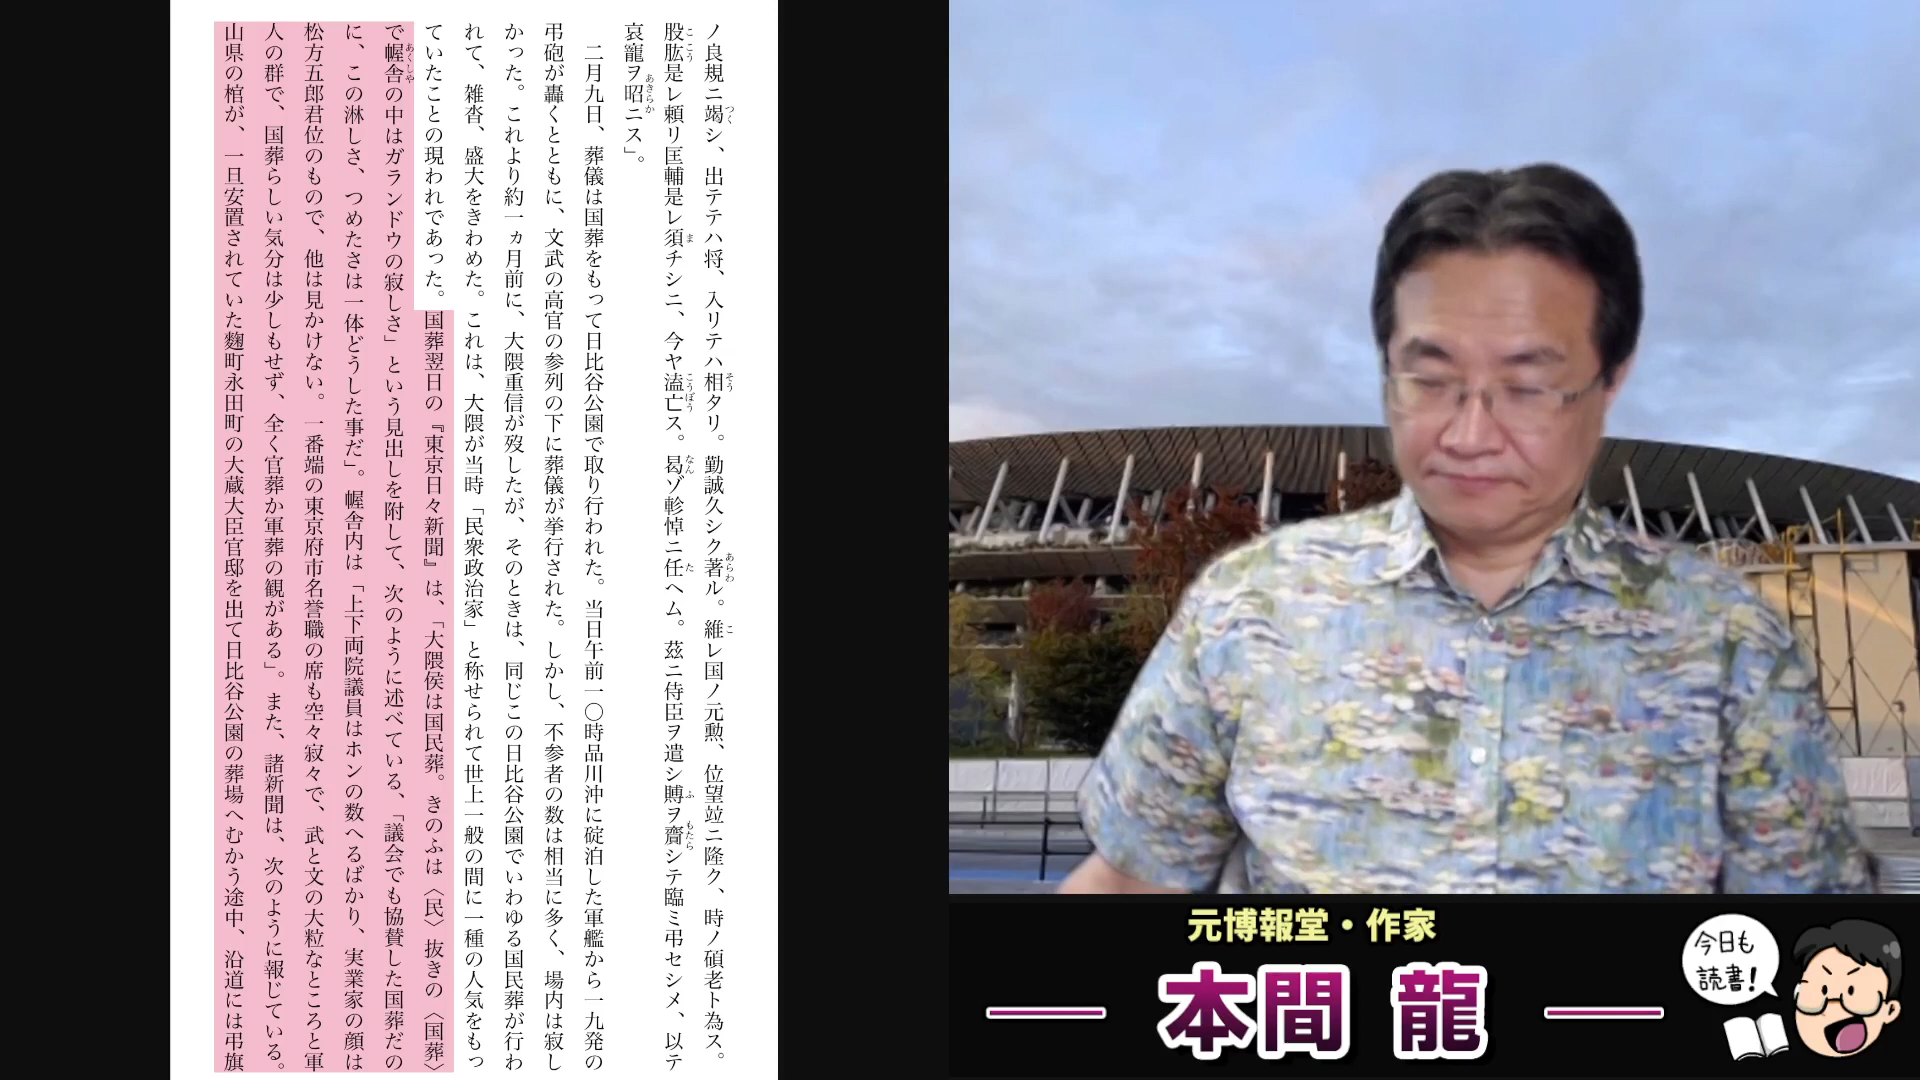 ノ良規ニ竭シ、出テテハ将、入リテハ相タリ。勤誠久シク著ル。維レ国ノ元勲、位望竝ニ隆ク、時ノ碩老ト為ス。
股肱是レ頼リ匡輔是レ須チシニ、今ヤ溘亡ス。曷ゾ軫悼ニ任ヘム。茲ニ侍臣ヲ遣シ賻ヲ齎シテ臨ミ弔セシメ、以テ
哀寵ヲ昭ニス」。
二月九日、葬儀は国葬をもって日比谷公園で取り行われた。当日午前一〇時品川沖に碇泊した軍艦から一九発の
弔砲が轟くとともに、文武の高官の参列の下に葬儀が挙行された。しかし、不参者の数は相当に多く、場内は寂し
かった。これより約一ヵ月前に、大隈重信が歿したが、そのときは、同じこの日比谷公園でいわゆる国民葬が行わ
れて、雑沓、盛大をきわめた。これは、大隈が当時「民衆政治家」と称せられて世上一般の間に一種の人気をもっ
ていたことの現われであった。国葬翌日の『東京日々新聞』は、「大隈侯は国民葬。きのふは〈民〉抜きの〈国葬〉
で幄舎の中はガランドウの寂しさ」という見出しを附して、次のように述べている、「議会でも協賛した国葬だの
に、この淋しさ、つめたさは一体どうした事だ」。幄舎内は「上下両院議員はホンの数へるばかり、実業家の顔は
松方五郎君位のもので、他は見かけない。一番端の東京府市名誉職の席も空々寂々で、武と文の大粒なところと軍
人の群で、国葬らしい気分は少しもせず、全く官葬か軍葬の観がある」。また、諸新聞は、次のように報じている。
山県の棺が、一旦安置されていた麴町永田町の大蔵大臣官邸を出て日比谷公園の葬場へむかう途中、沿道には弔旗
元博報堂・作家
本間 龍
今日も
読書!